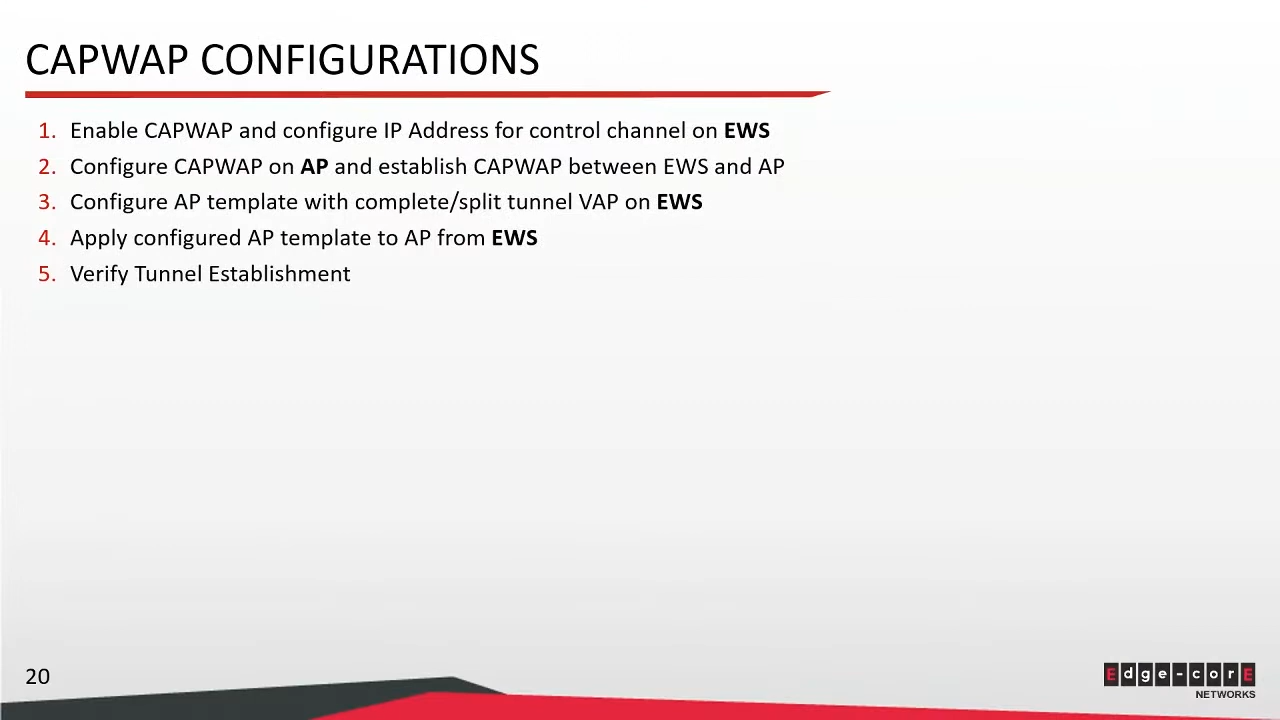 CAPWAP CONFIGURATIONS
1. Enable CAPWAP and configure IP Address for control channel on EWS
2. Configure CAPWAP on AP and establish CAPWAP between EWS and AP
3. Configure AP template with complete/split tunnel VAP on EWS
4. Apply configured AP template to AP from EWS
5. Verify Tunnel Establishment
20
Edge-corE
NETWORKS